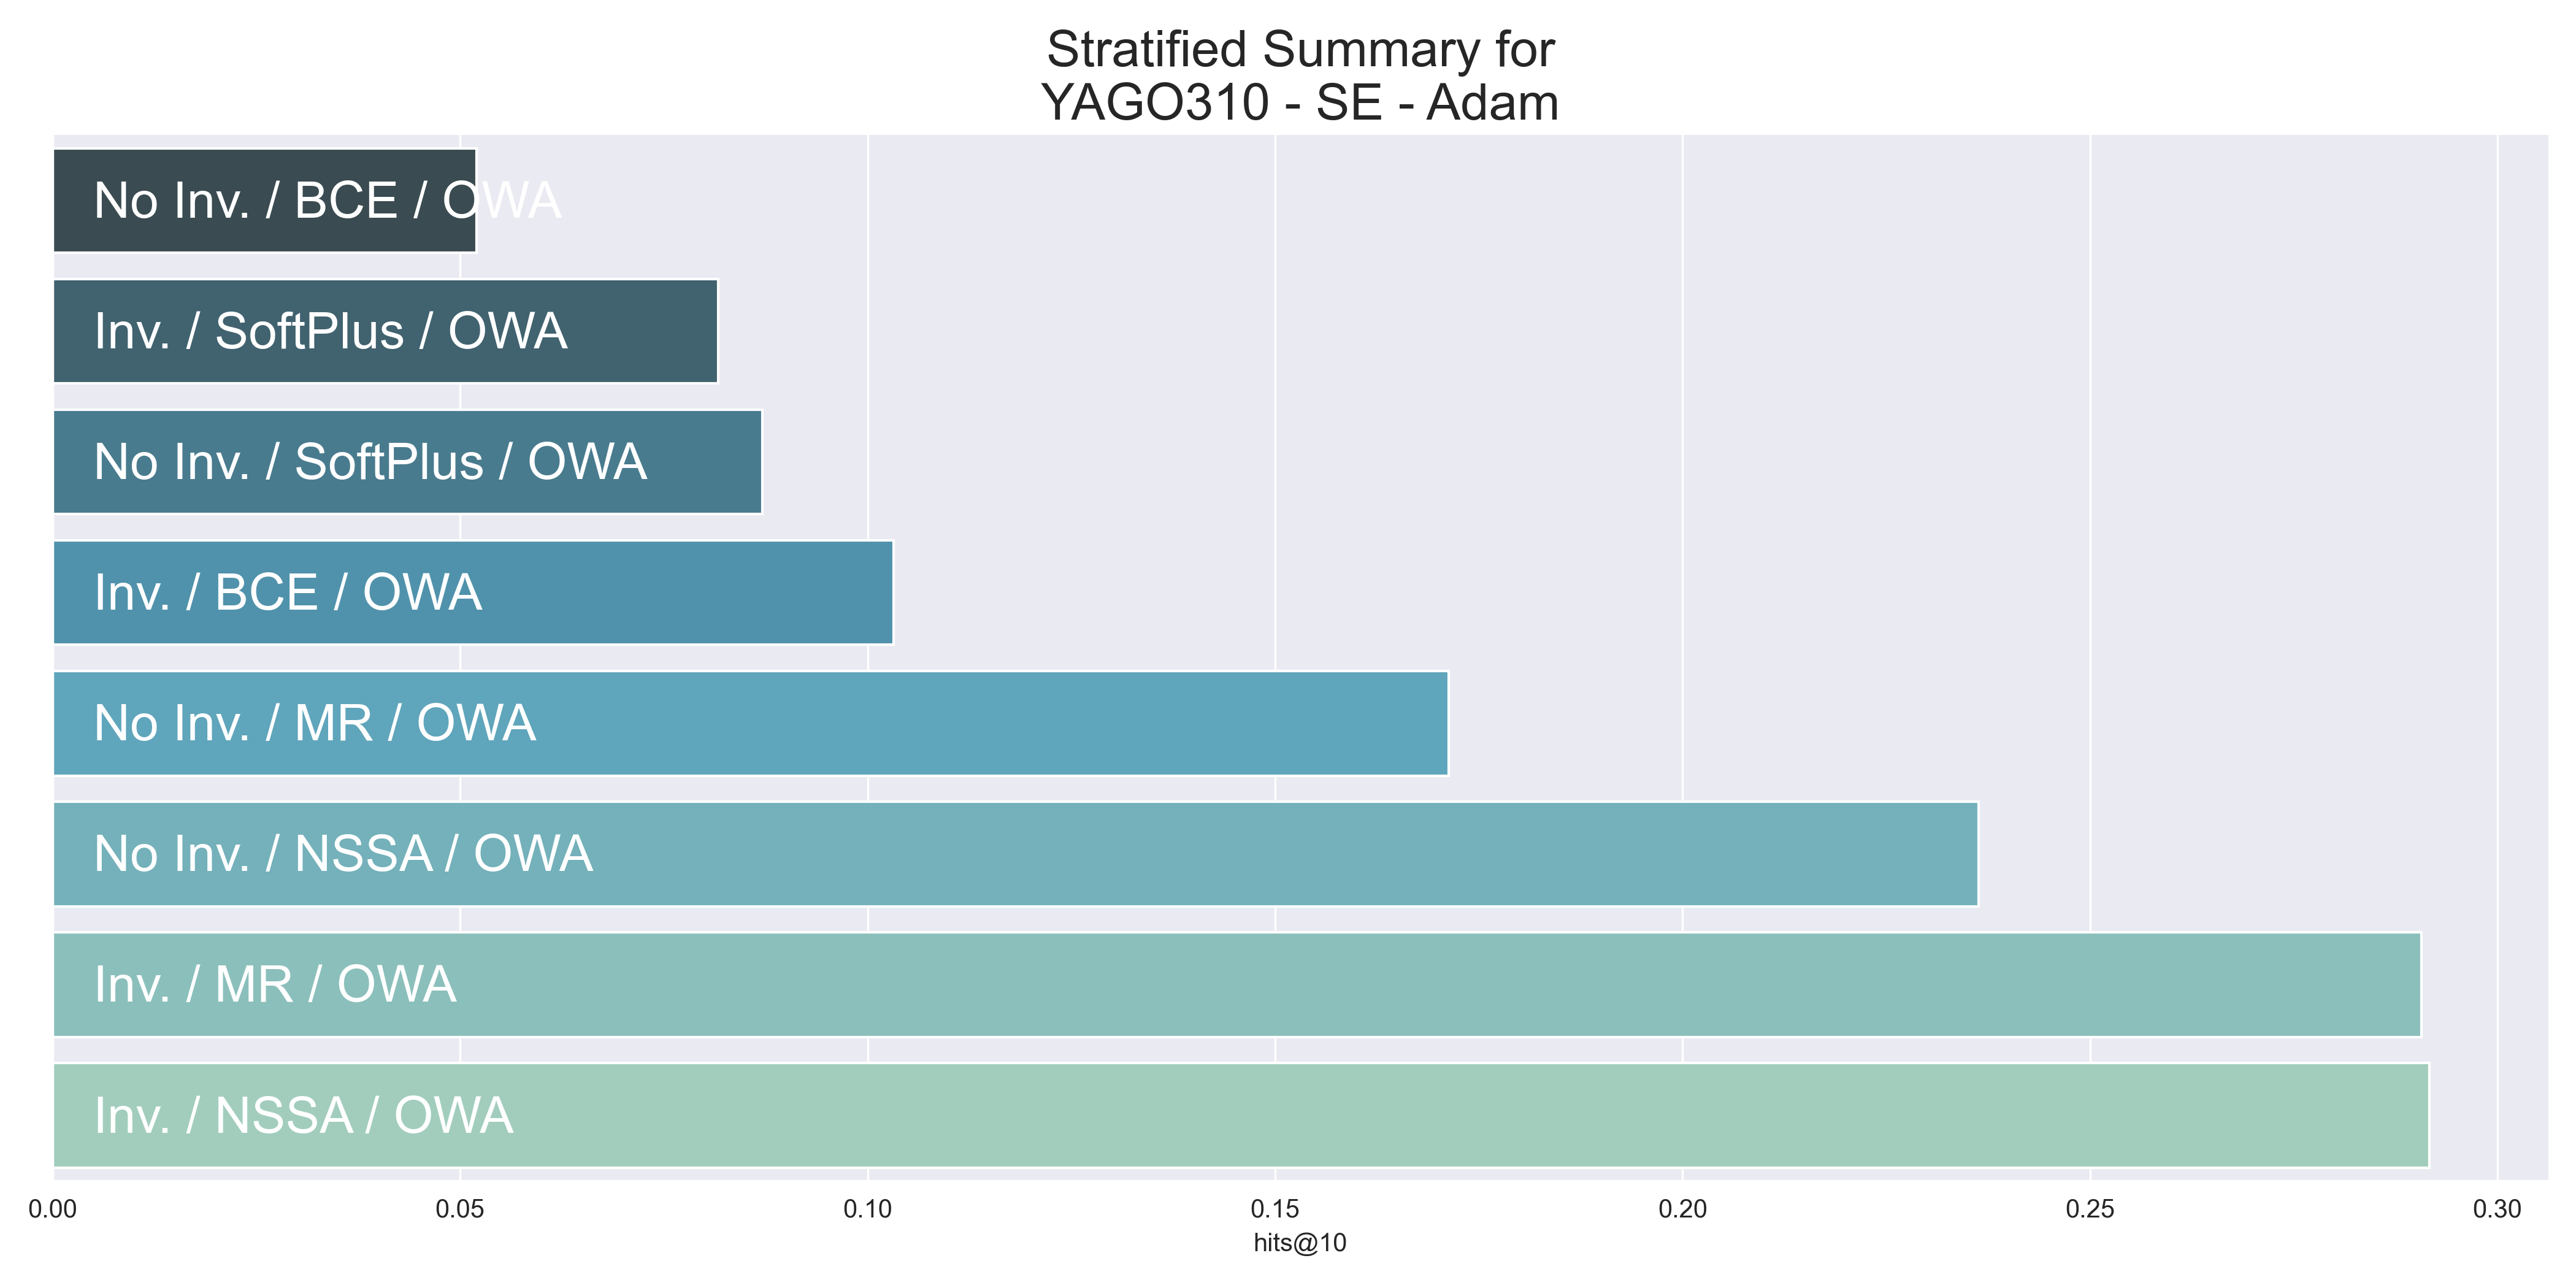 Stratified Summary for
YAGO310 - SE - Adam
No Inv. / BCE / OWA
Inv. / SoftPlus / OWA
No Inv. / SoftPlus / OWA
Inv. / BCE / OWA
No Inv. / MR / OWA
No Inv. / NSSA / OWA
Inv. / MR / OWA
Inv. / NSSA / OWA
0.00 0.05 0.10 0.15 0.20 0.25 0.30
hits@10